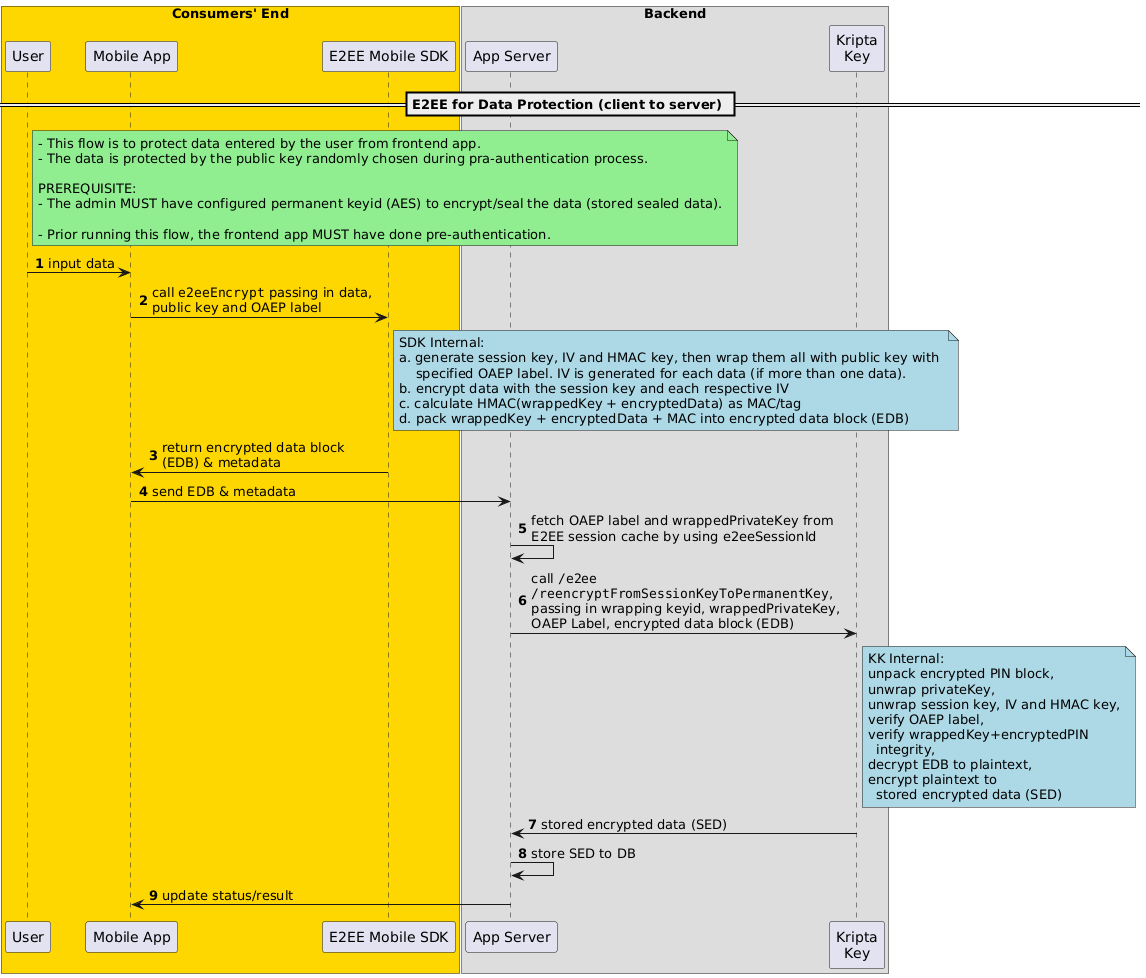 Consumers' End
Backend
User
Mobile App
E2EE Mobile SDK
App Server
Kripta
Key
E2EE for Data Protection (client to server)
- This flow is to protect data entered by the user from frontend app.
- The data is protected by the public key randomly chosen during pra-authentication process.
PREREQUISITE:
- The admin MUST have configured permanent keyid (AES) to encrypt/seal the data (stored sealed data).
- Prior running this flow, the frontend app MUST have done pre-authentication.
1 input data
2 call e2eeEncrypt passing in data,
public key and OAEP label
SDK Internal:
a. generate session key, IV and HMAC key, then wrap them all with public key with
specified OAEP label. IV is generated for each data (if more than one data).
b. encrypt data with the session key and each respective IV
c. calculate HMAC(wrappedKey + encryptedData) as MAC/tag
d. pack wrappedKey + encryptedData + MAC into encrypted data block (EDB)
3 return encrypted data block
(EDB) & metadata
4 send EDB & metadata
5 fetch OAEP label and wrappedPrivateKey from
E2EE session cache by using e2eeSessionId
6 call /e2ee
/reencryptFromSessionKeyToPermanentKey,
passing in wrapping keyid, wrappedPrivateKey,
OAEP Label, encrypted data block (EDB)
KK Internal:
unpack encrypted PIN block,
unwrap privateKey,
unwrap session key, IV and HMAC key,
verify OAEP label,
verify wrappedKey+encryptedPIN
integrity,
decrypt EDB to plaintext,
encrypt plaintext to
stored encrypted data (SED)
7 stored encrypted data (SED)
8 store SED to DB
9 update status/result
User
Mobile App
E2EE Mobile SDK
App Server
Kripta
Key